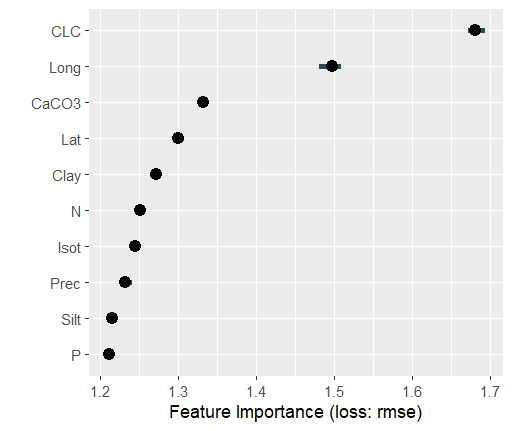 CLC
Long
CaCO3
Lat
Clay
N
Isot
Prec
Silt
P
1.2 1.3 1.4 1.5 1.6 1.7
Feature Importance (loss: rmse)